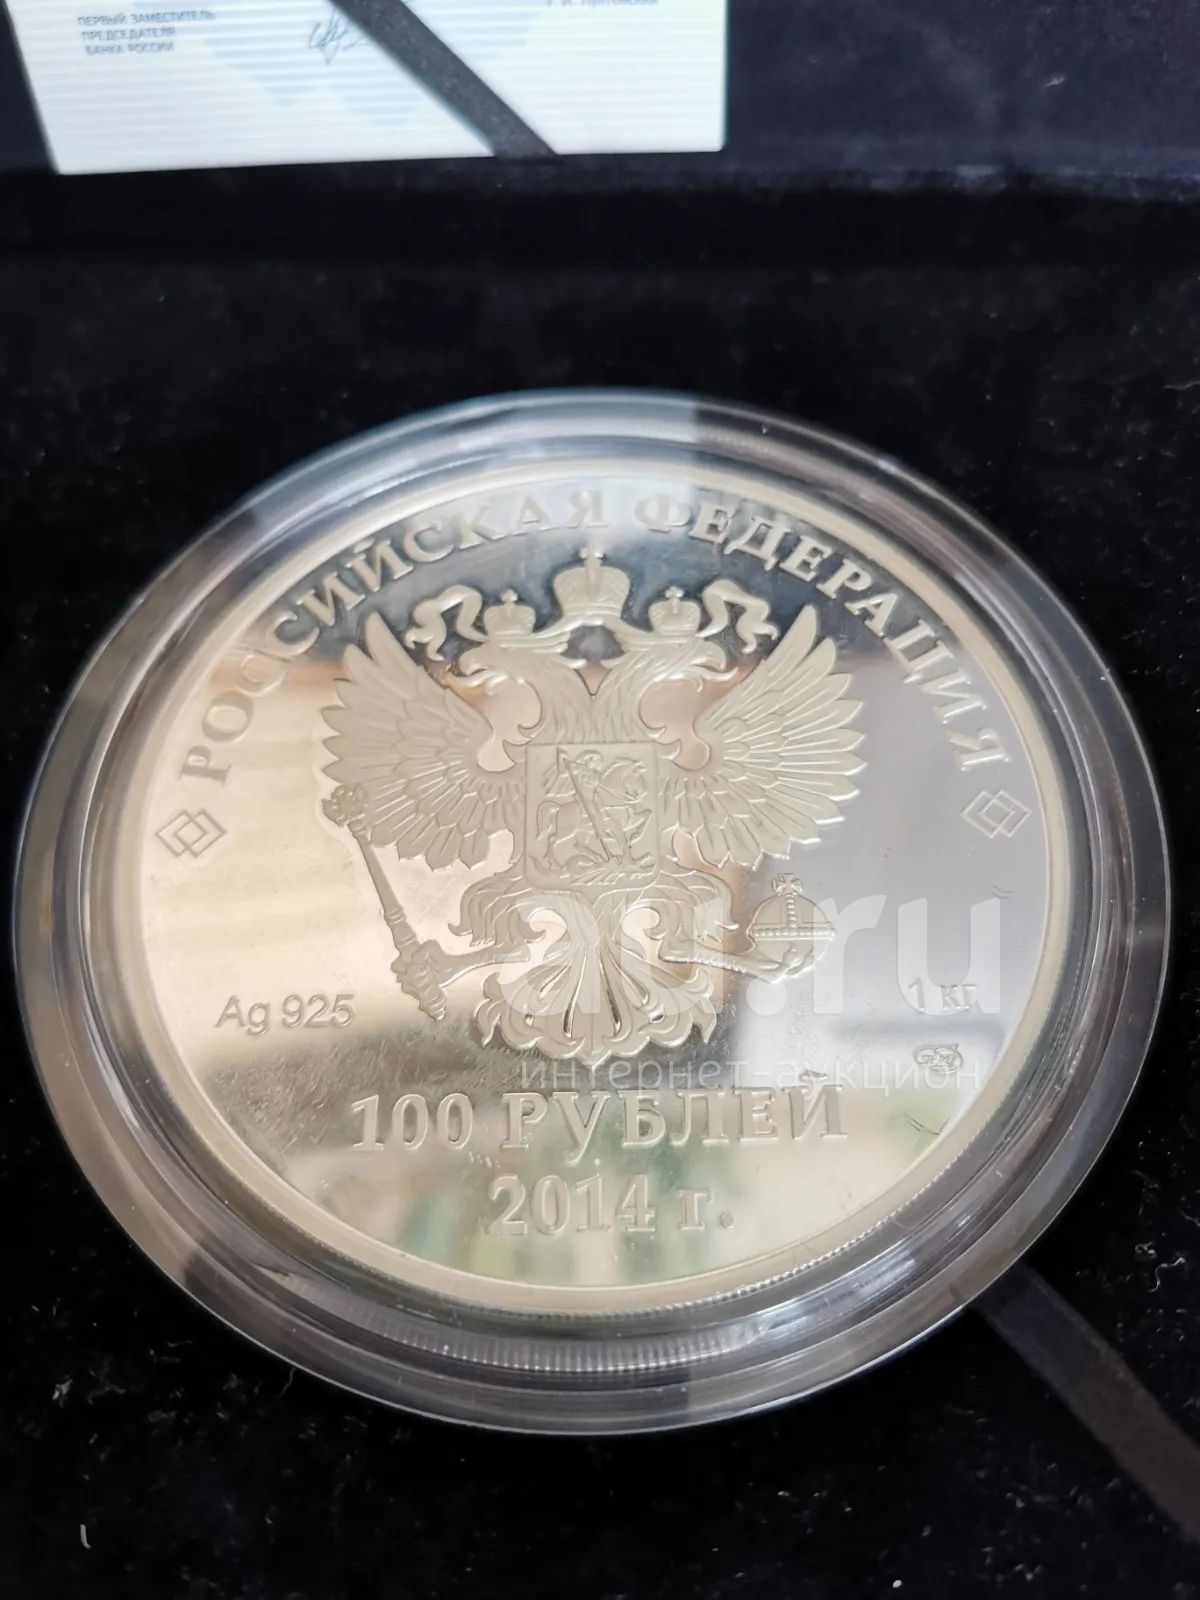 ПЕРВЫЙ ЗАМЕСТИТЕЛЬ
ПРЕДСЕДАТЕЛЯ
БАНКА РОССИИ
РОССИЙСКАЯ ФЕДЕРАЦИЯ
au.ru
Ag 925
1 кг
интернет-аукцион
100 РУБЛЕЙ
2014 г.